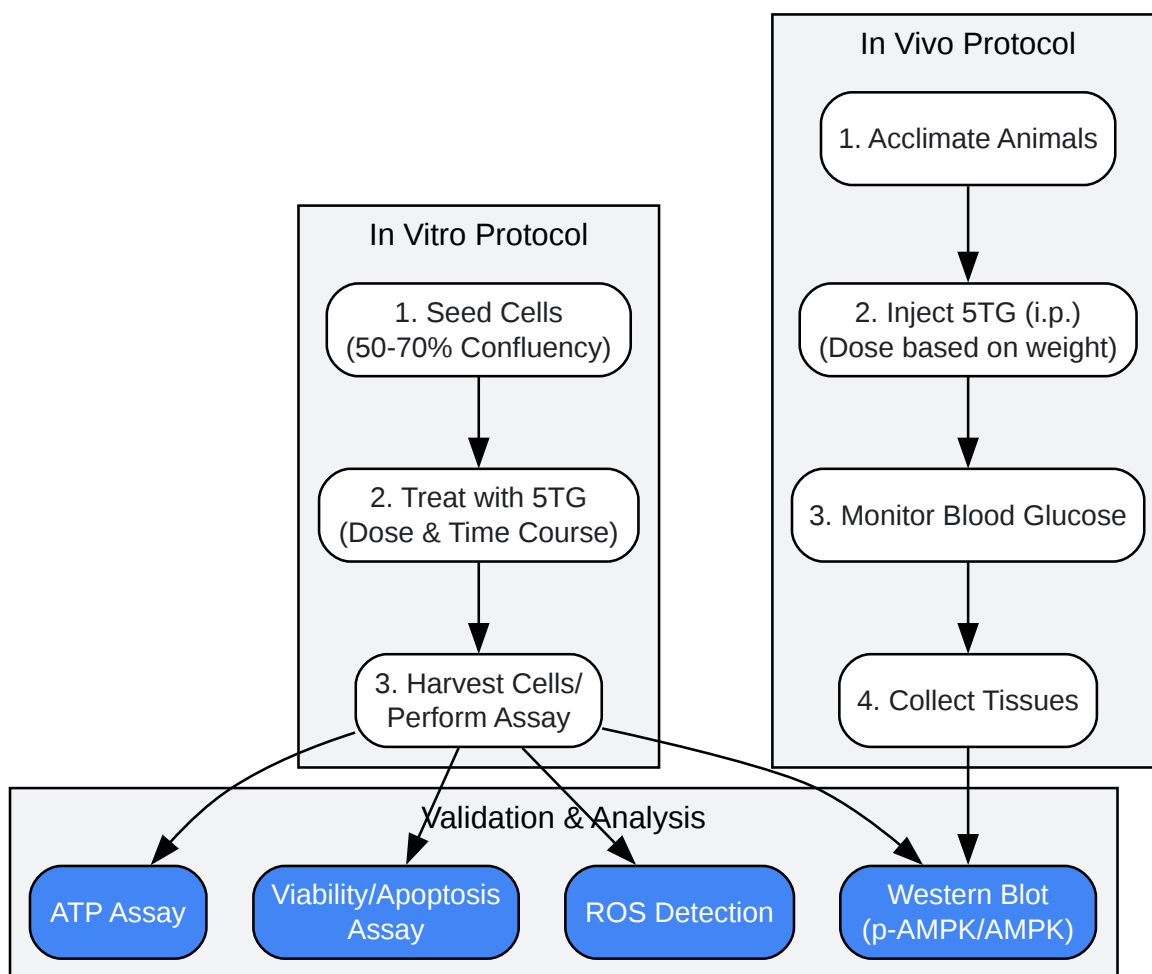 In Vivo Protocol
1. Acclimate Animals
2. Inject 5TG (i.p.)
(Dose based on weight)
3. Monitor Blood Glucose
4. Collect Tissues
In Vitro Protocol
1. Seed Cells
(50-70% Confluency)
2. Treat with 5TG
(Dose & Time Course)
3. Harvest Cells/
Perform Assay
Validation & Analysis
ATP Assay
Viability/Apoptosis
Assay
ROS Detection
Western Blot
(p-AMPK/AMPK)